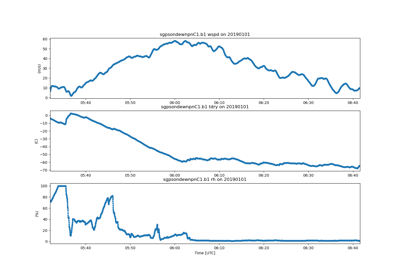 sgpsondewnpnC1.b1 wspd on 20190101
60
50
40
30
20
10
0
(m/s)
05:40 05:50 06:00 06:10 06:20 06:30 06:40
sgpsondewnpnC1.b1 tdry on 20190101
0
−10
−20
−30
−40
−50
−60
−70
(C)
05:40 05:50 06:00 06:10 06:20 06:30 06:40
sgpsondewnpnC1.b1 rh on 20190101
100
80
60
40
20
0
(%)
05:40 05:50 06:00 06:10 06:20 06:30 06:40
Time [UTC]